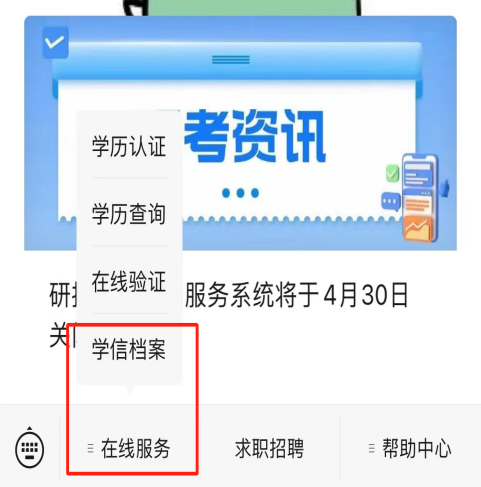 考资讯
学历认证
学历查询
在线验证
研 服务系统将于4月30日
关
学信档案
在线服务
求职招聘
帮助中心